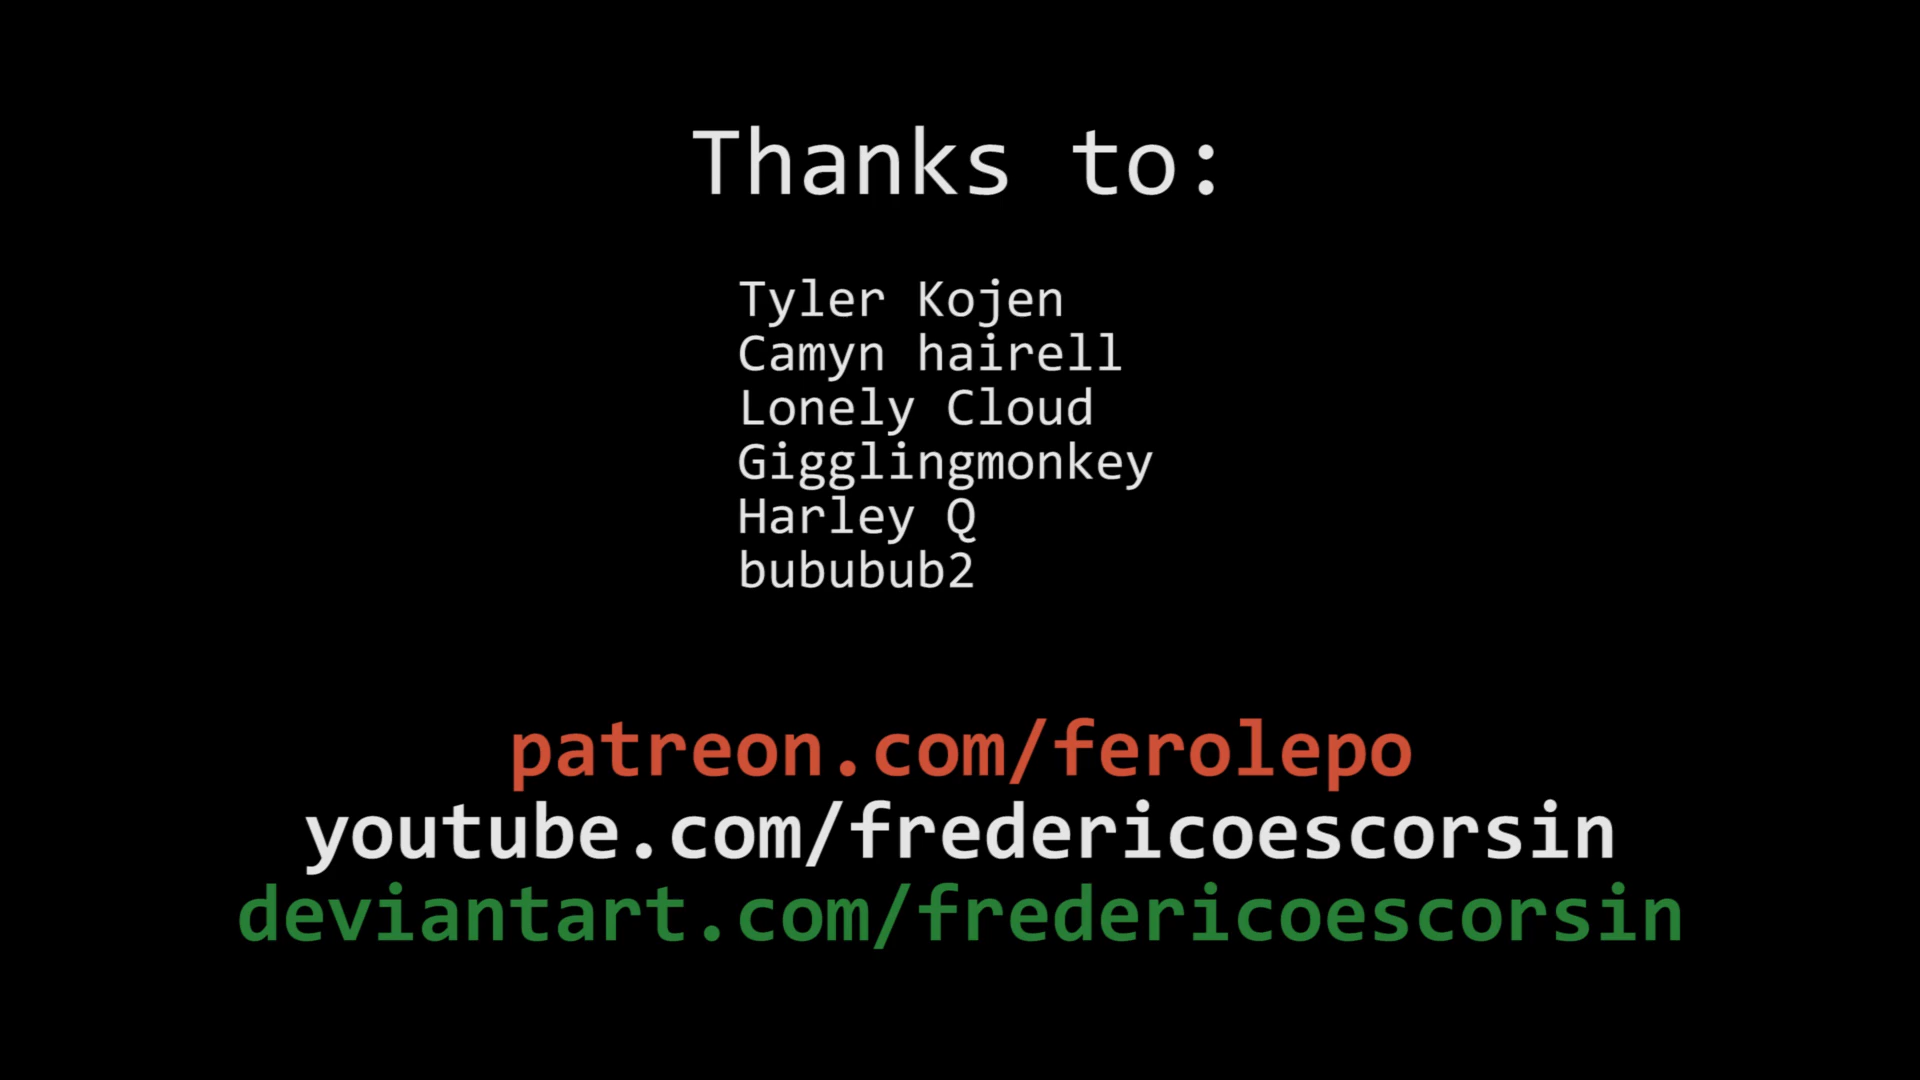 Thanks to:
Tyler Kojen
Camyn hairell
Lonely Cloud
Gigglingmonkey
Harley Q
bububub2
patreon.com/ferolepo
youtube.com/fredericoescorsin
deviantart.com/fredericoescorsin